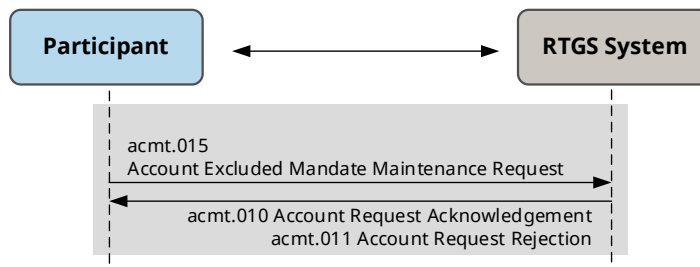 Participant
RTGS System
acmt.015
Account Excluded Mandate Maintenance Request
acmt.010 Account Request Acknowledgement
acmt.011 Account Request Rejection